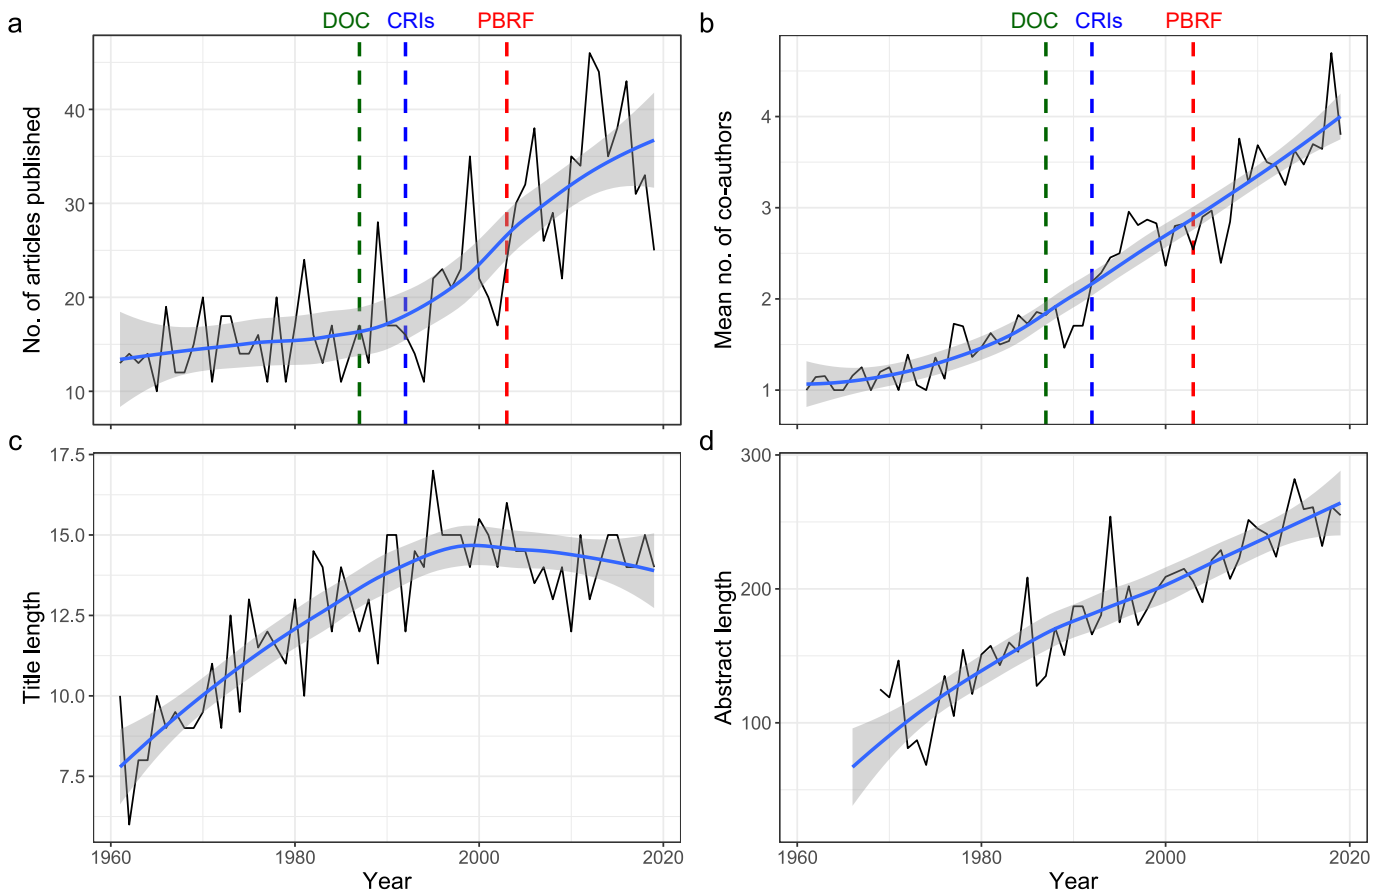 a
DOC CRIs PBRF
No. of articles published
40
30
20
10
b
DOC CRIs PBRF
Mean no. of co-authors
4
3
2
1
c
Title length
17.5
15.0
12.5
10.0
7.5
1960 1980 2000 2020
Year
d
Abstract length
300
200
100
1960 1980 2000 2020
Year